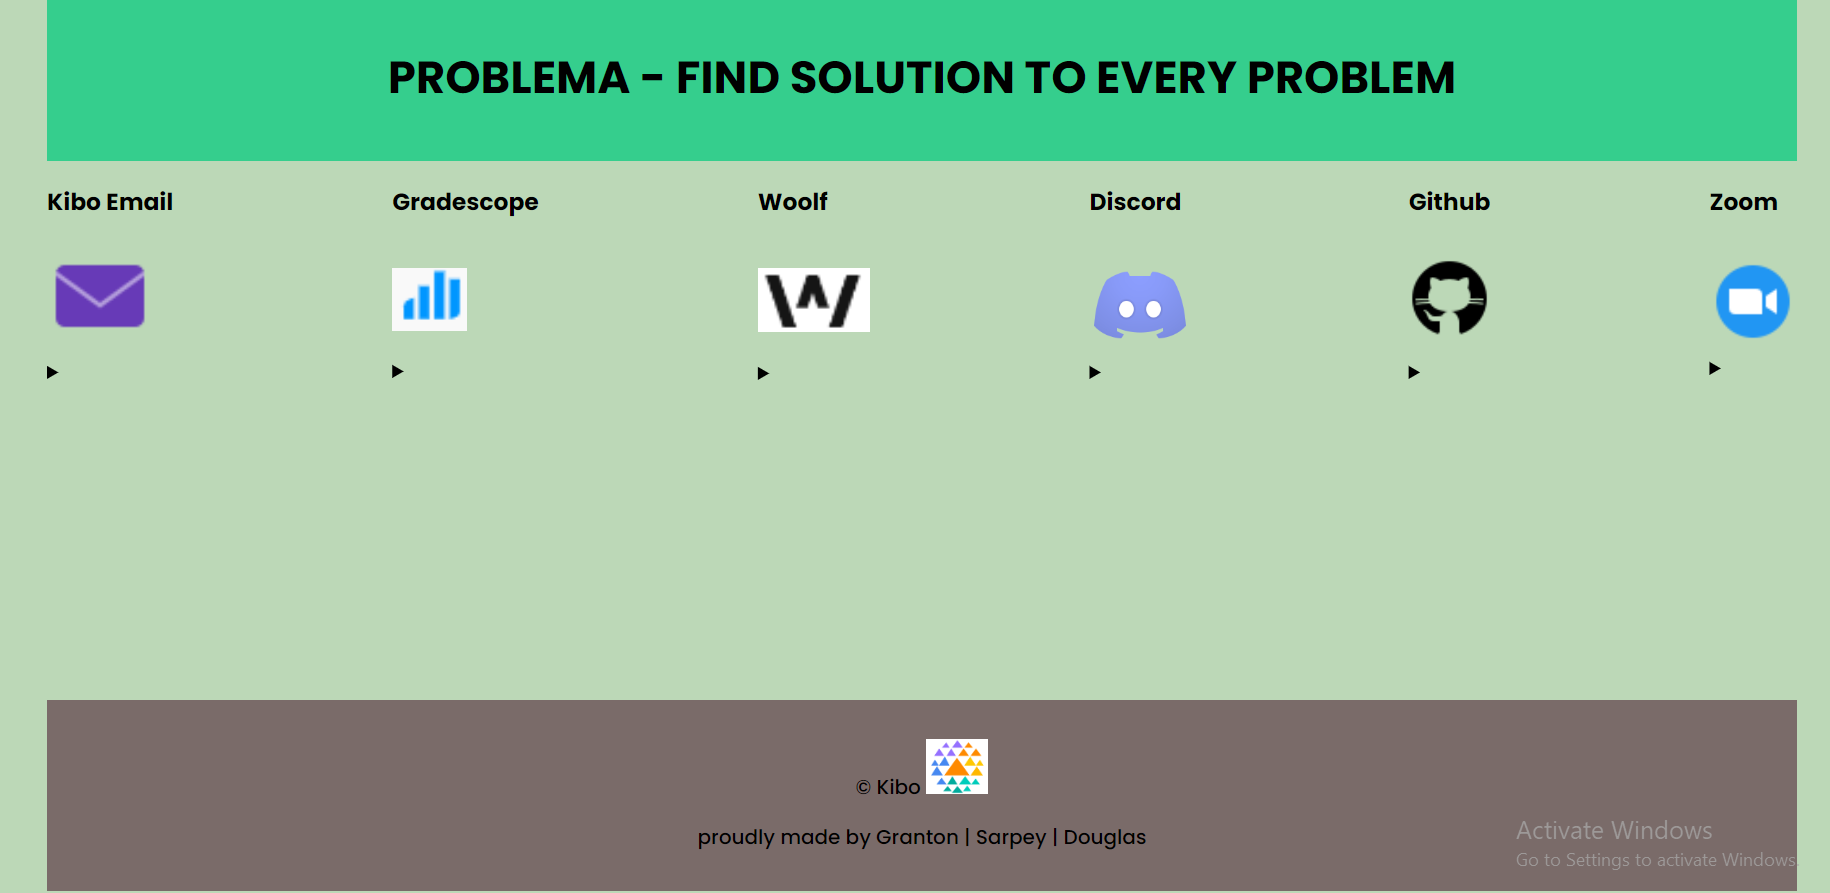 PROBLEMA - FIND SOLUTION TO EVERY PROBLEM
Kibo Email
Gradescope
Woolf
Discord
Github
Zoom
© Kibo
proudly made by Granton | Sarpey | Douglas
Activate Windows
Go to Settings to activate Windows.